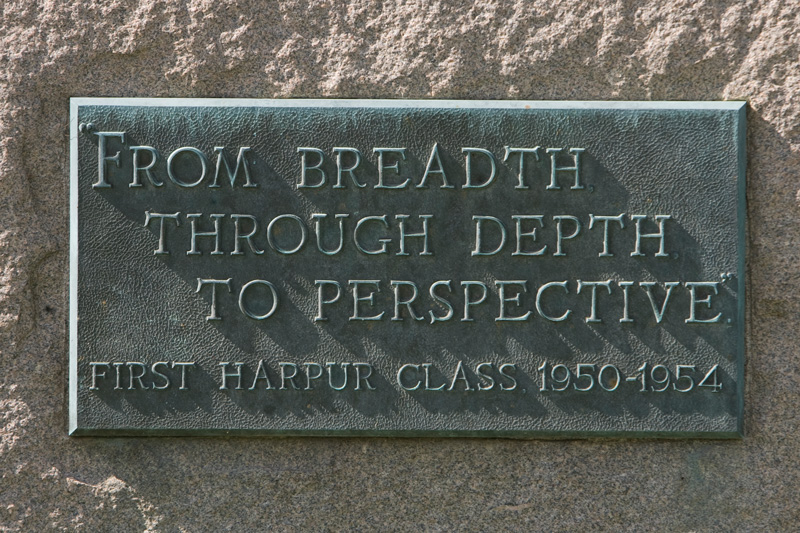 "FROM BREADTH,
THROUGH DEPTH,
TO PERSPECTIVE."
FIRST HARPUR CLASS, 1950-1954